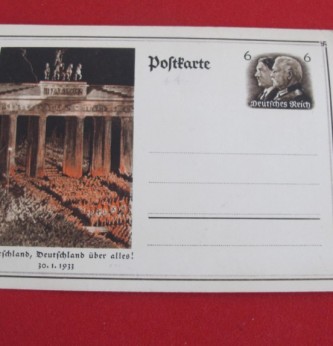 Postkarte
6 6
Deutsches Reich
schland, Deutschland über alles!
30. 1. 1933